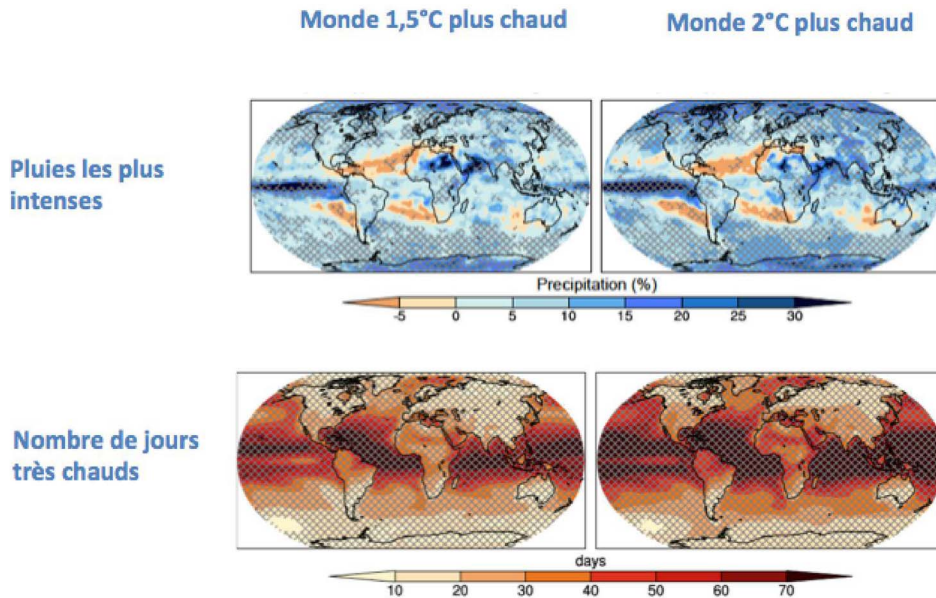 Monde 1,5°C plus chaud
Monde 2°C plus chaud
Pluies les plus
intenses
Precipitation (%)
-5 0 5 10 15 20 25 30
Nombre de jours
très chauds
days
10 20 30 40 50 60 70